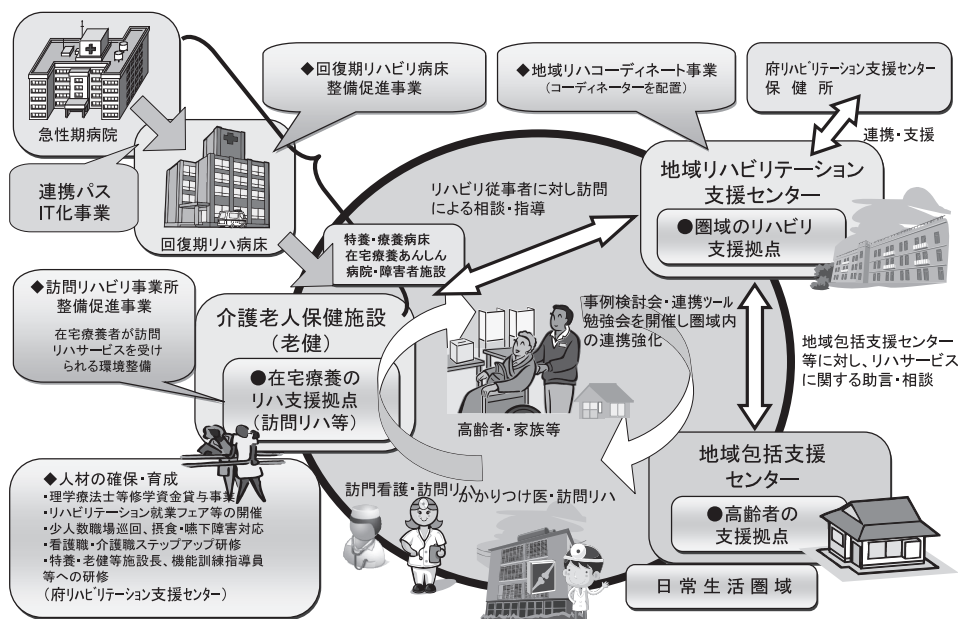 急性期病院
連携パス
IT化事業
回復期リハ病床
◆回復期リハビリ病床
整備促進事業
◆地域リハコーディネート事業
(コーディネーターを配置)
府リハビリテーション支援センター
保健所
連携・支援
地域リハビリテーション
支援センター
●圏域のリハビリ
支援拠点
リハビリ従事者に対し訪問
による相談・指導
特養・療養病床
在宅療養あんしん
病院・障害者施設
◆訪問リハビリ事業所
整備促進事業
在宅療養者が訪問
リハサービスを受け
られる環境整備
介護老人保健施設
(老健)
●在宅療養の
リハ支援拠点
(訪問リハ等)
事例検討会・連携ツール
勉強会を開催し圏域内
の連携強化
高齢者・家族等
地域包括支援センター
等に対し、リハサービス
に関する助言・相談
地域包括支援
センター
●高齢者の
支援拠点
日常生活圏域
訪門看護・訪問リハ
かかりつけ医・訪問リハ
◆人材の確保・育成
・理学療法士等修学資金貸与事業
・リハビリテーション就業フェア等の開催
・少人数職場巡回、摂食・嚥下障害対応
・看護職・介護職ステップアップ研修
・特養・老健等施設長、機能訓練指導員
等への研修
(府リハビリテーション支援センター)